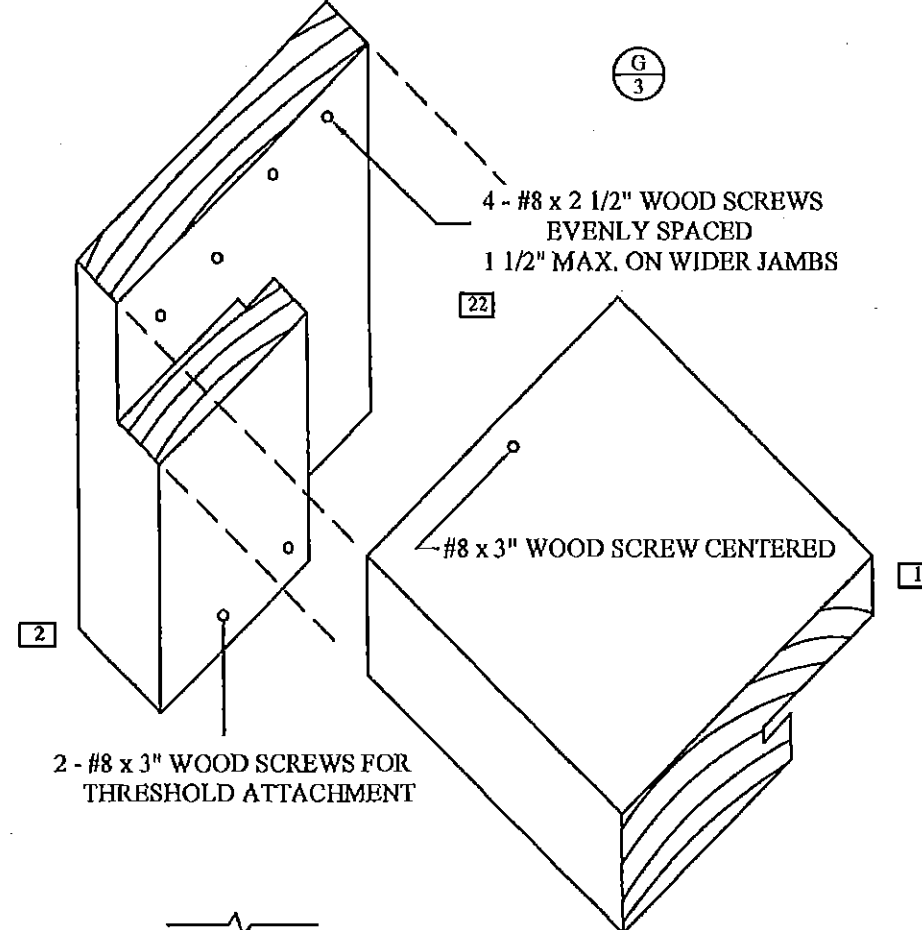 G
3
4 - #8 x 2 1/2" WOOD SCREWS
EVENLY SPACED
1 1/2" MAX. ON WIDER JAMBS
22
#8 x 3" WOOD SCREW CENTERED
1
2
2 - #8 x 3" WOOD SCREWS FOR
THRESHOLD ATTACHMENT